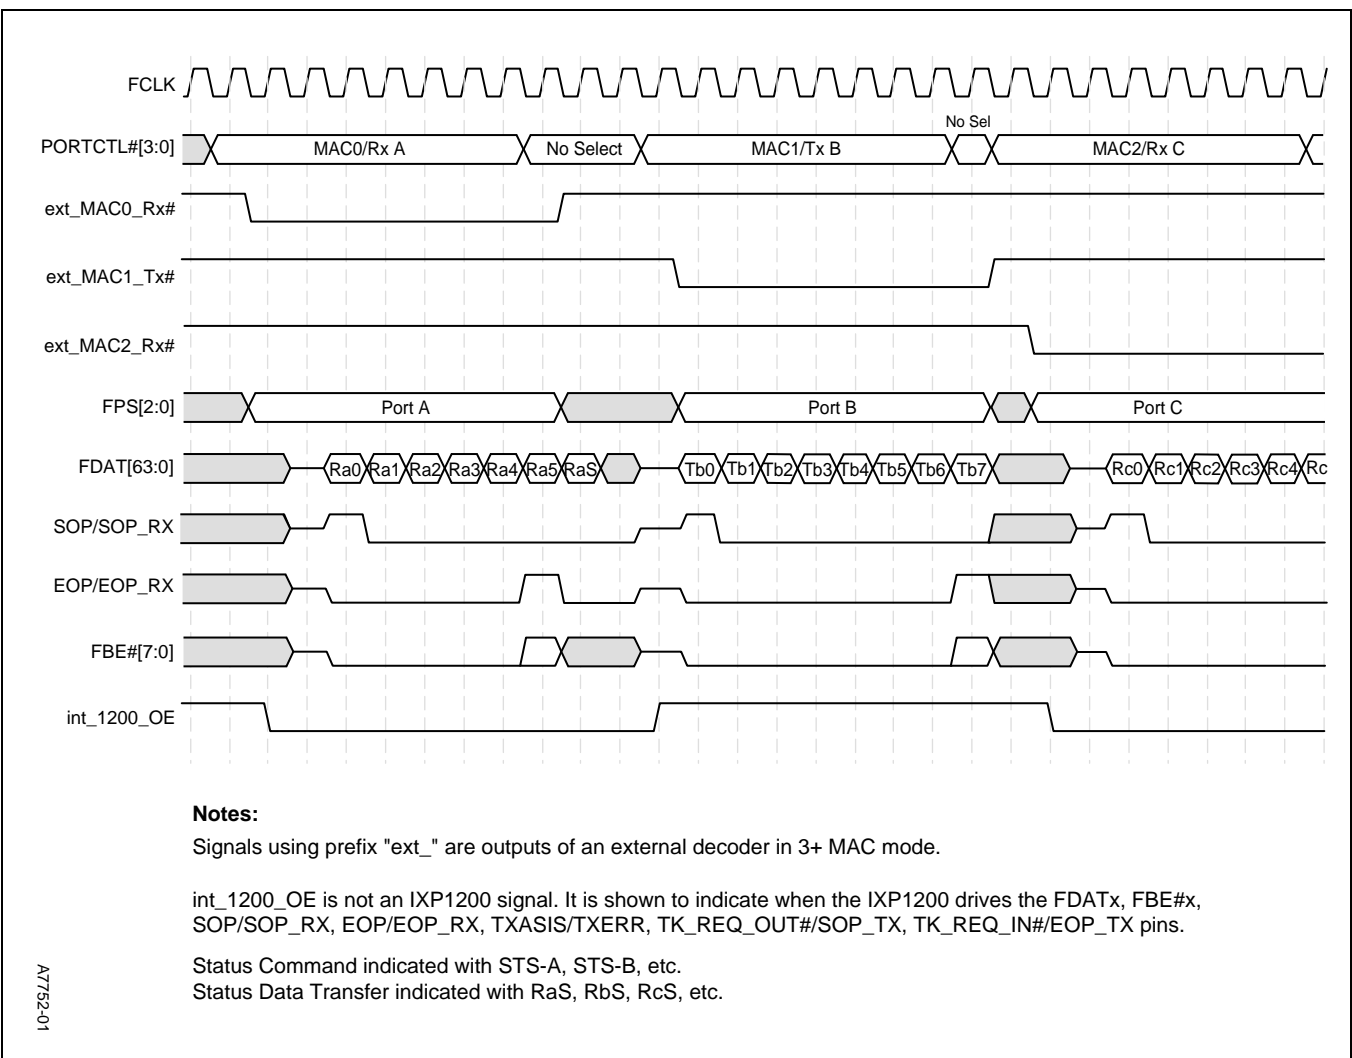 FCLK
No Sel
PORTCTL#[3:0] MAC0/Rx A No Select MAC1/Tx B MAC2/Rx C
ext_MAC0_Rx#
ext_MAC1_Tx#
ext_MAC2_Rx#
FPS[2:0] Port A Port B Port C
FDAT[63:0] Ra0 Ra1 Ra2 Ra3 Ra4 Ra5 RaS Tb0 Tb1 Tb2 Tb3 Tb4 Tb5 Tb6 Tb7 Rc0 Rc1 Rc2 Rc3 Rc4 Rc
SOP/SOP_RX
EOP/EOP_RX
FBE#[7:0]
int_1200_OE
Notes:
Signals using prefix "ext_" are outputs of an external decoder in 3+ MAC mode.
int_1200_OE is not an IXP1200 signal. It is shown to indicate when the IXP1200 drives the FDATx, FBE#x,
SOP/SOP_RX, EOP/EOP_RX, TXASIS/TXERR, TK_REQ_OUT#/SOP_TX, TK_REQ_IN#/EOP_TX pins.
Status Command indicated with STS-A, STS-B, etc.
Status Data Transfer indicated with RaS, RbS, RcS, etc.
A7752-01